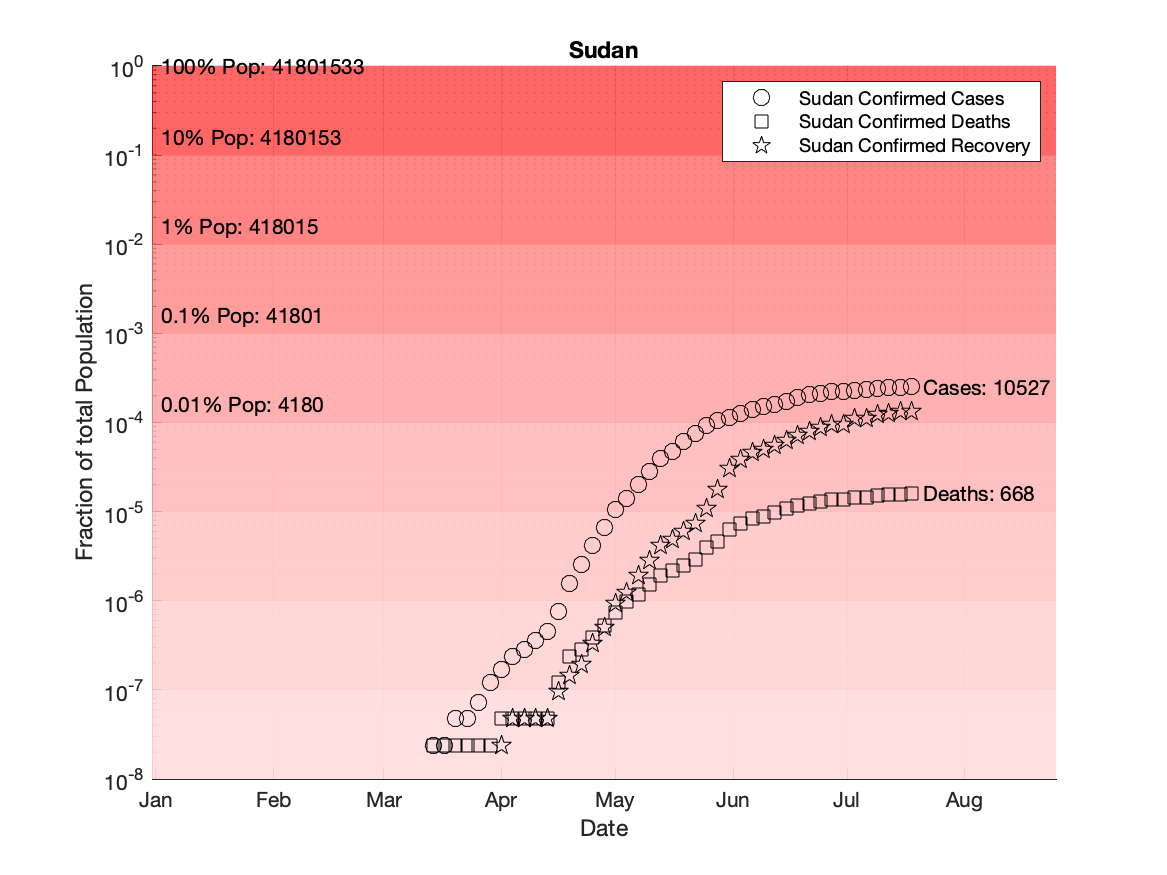 Sudan
10^0
100% Pop: 41801533
Sudan Confirmed Cases
Sudan Confirmed Deaths
Sudan Confirmed Recovery
10% Pop: 4180153
10^-1
1% Pop: 418015
10^-2
0.1% Pop: 41801
10^-3
Cases: 10527
0.01% Pop: 4180
10^-4
Deaths: 668
10^-5
10^-6
10^-7
10^-8
Fraction of total Population
Jan Feb Mar Apr May Jun Jul Aug
Date